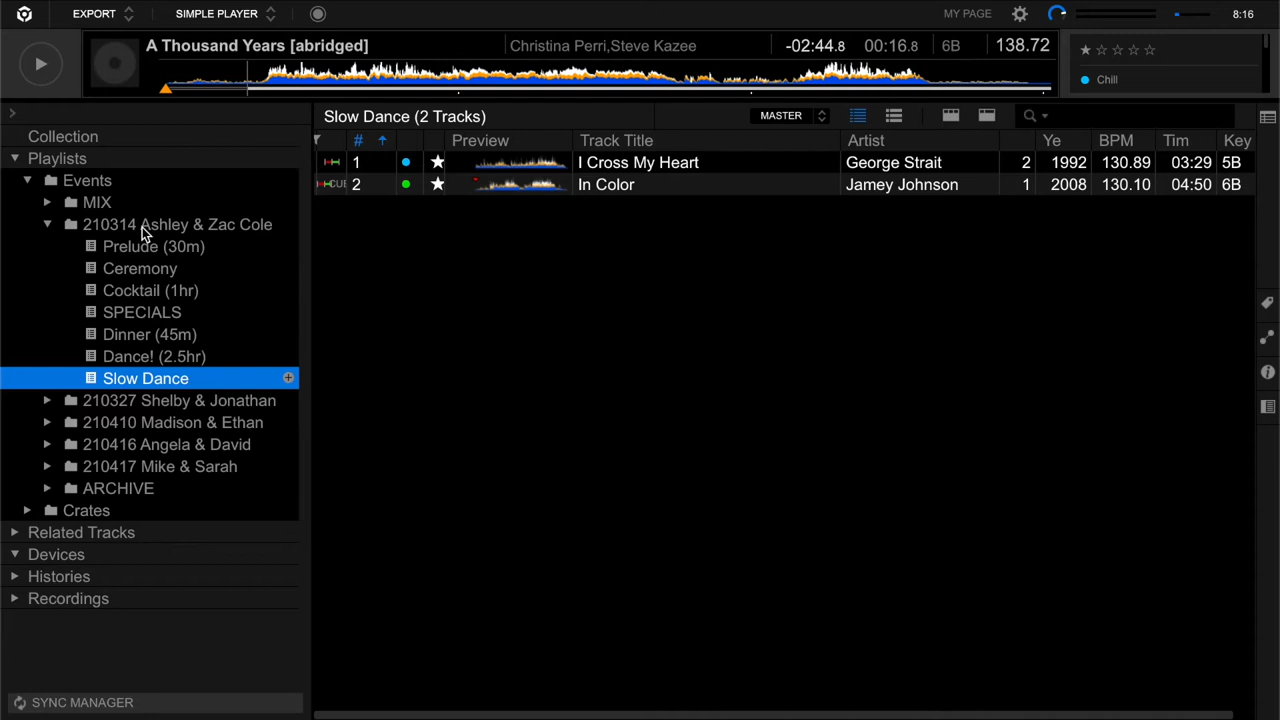 EXPORT SIMPLE PLAYER MY PAGE 8:16
A Thousand Years [abridged] Christina Perri,Steve Kazee -02:44.8 00:16.8 6B 138.72
Chill
Slow Dance (2 Tracks) MASTER
# Preview Track Title Artist Ye BPM Tim Key
1 I Cross My Heart George Strait 2 1992 130.89 03:29 5B
CUE 2 In Color Jamey Johnson 1 2008 130.10 04:50 6B
Collection
Playlists
Events
MIX
210314 Ashley & Zac Cole
Prelude (30m)
Ceremony
Cocktail (1hr)
SPECIALS
Dinner (45m)
Dance! (2.5hr)
Slow Dance
210327 Shelby & Jonathan
210410 Madison & Ethan
210416 Angela & David
210417 Mike & Sarah
ARCHIVE
Crates
Related Tracks
Devices
Histories
Recordings
SYNC MANAGER